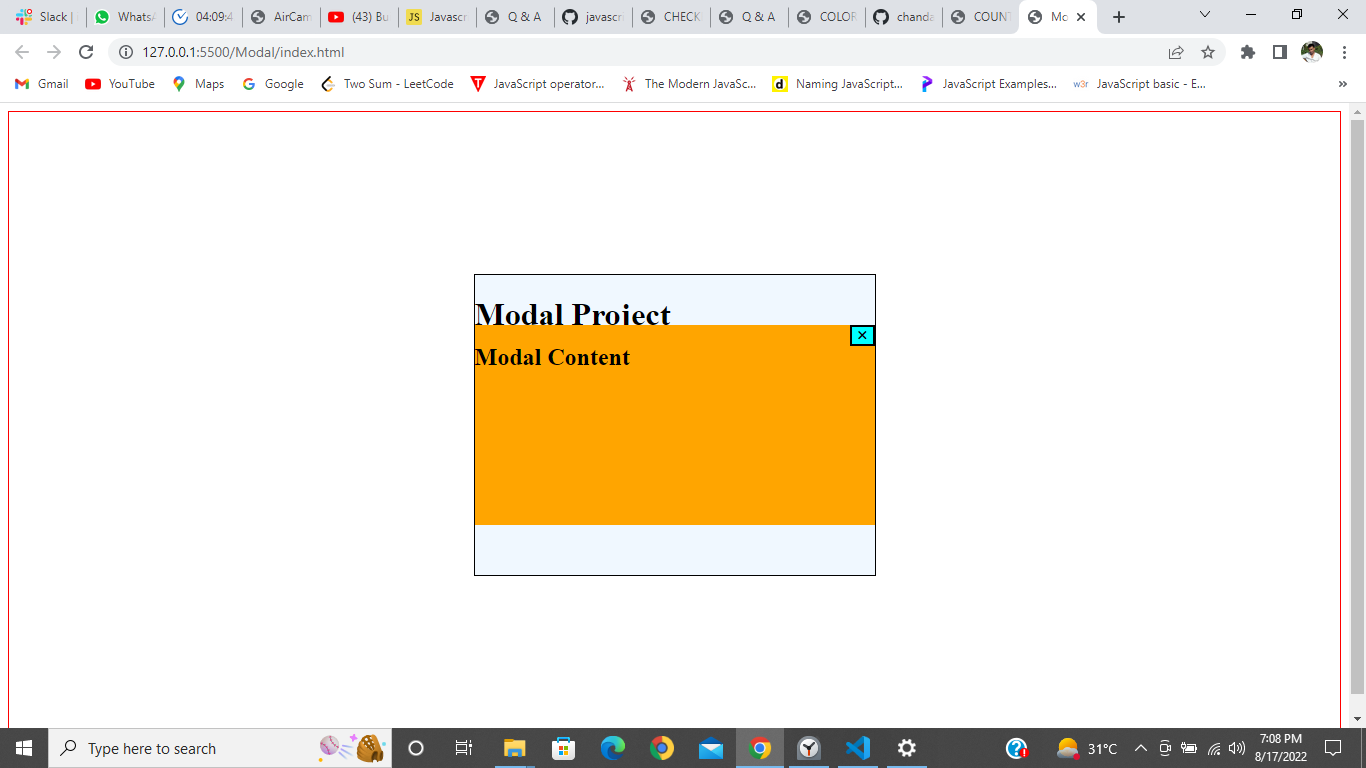 Slack |
WhatsA
04:09:4
AirCam
(43) Bu
JS Javascr
Q & A
javascr
CHECK
Q & A
COLOR
chanda
COUNT
Mo
127.0.0.1:5500/Modal/index.html
Gmail
YouTube
Maps
Google
Two Sum - LeetCode
JavaScript operator...
The Modern JavaSc...
d Naming JavaScript...
JavaScript Examples...
w3r JavaScript basic - E...
Modal Project
Modal Content
Type here to search
31°C
7:08 PM
8/17/2022